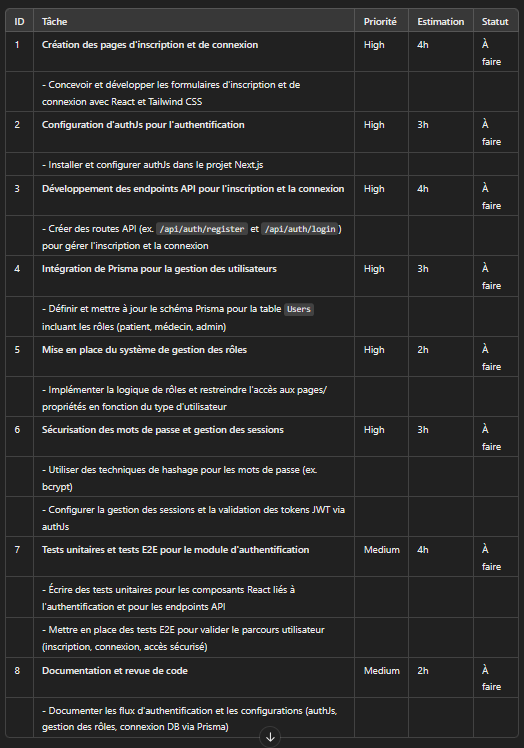 ID Tâche Priorité Estimation Statut
1 Création des pages d'inscription et de connexion High 4h À
faire
- Concevoir et développer les formulaires d'inscription et de
connexion avec React et Tailwind CSS
2 Configuration d'authJs pour l'authentification High 3h À
faire
- Installer et configurer authJs dans le projet Next.js
3 Développement des endpoints API pour l'inscription et la connexion High 4h À
faire
- Créer des routes API (ex. /api/auth/register et /api/auth/login)
pour gérer l'inscription et la connexion
4 Intégration de Prisma pour la gestion des utilisateurs High 3h À
faire
- Définir et mettre à jour le schéma Prisma pour la table Users
incluant les rôles (patient, médecin, admin)
5 Mise en place du système de gestion des rôles High 2h À
faire
- Implémenter la logique de rôles et restreindre l'accès aux pages/
propriétés en fonction du type d'utilisateur
6 Sécurisation des mots de passe et gestion des sessions High 3h À
faire
- Utiliser des techniques de hashage pour les mots de passe (ex.
bcrypt)
- Configurer la gestion des sessions et la validation des tokens JWT via
authJs
7 Tests unitaires et tests E2E pour le module d'authentification Medium 4h À
faire
- Écrire des tests unitaires pour les composants React liés à
l'authentification et pour les endpoints API
- Mettre en place des tests E2E pour valider le parcours utilisateur
(inscription, connexion, accès sécurisé)
8 Documentation et revue de code Medium 2h À
faire
- Documenter les flux d'authentification et les configurations (authJs,
gestion des rôles, connexion DB via Prisma)